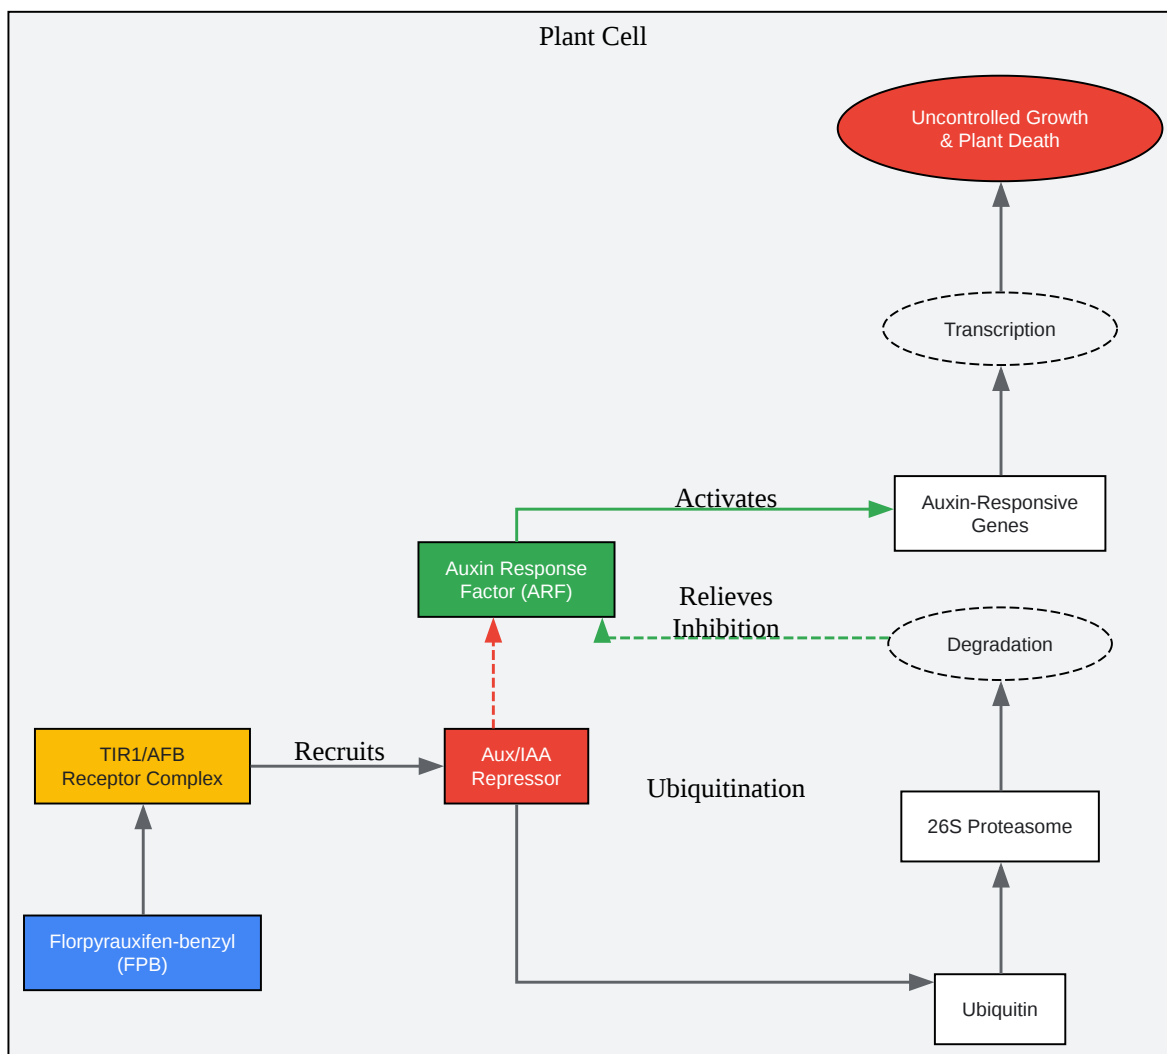 Plant Cell
Uncontrolled Growth
& Plant Death
Transcription
Activates
Auxin-Responsive
Genes
Auxin Response
Factor (ARF)
Relieves
Inhibition
Degradation
TIR1/AFB
Receptor Complex
Recruits
Aux/IAA
Repressor
Ubiquitination
26S Proteasome
Florpyrauxifen-benzyl
(FPB)
Ubiquitin